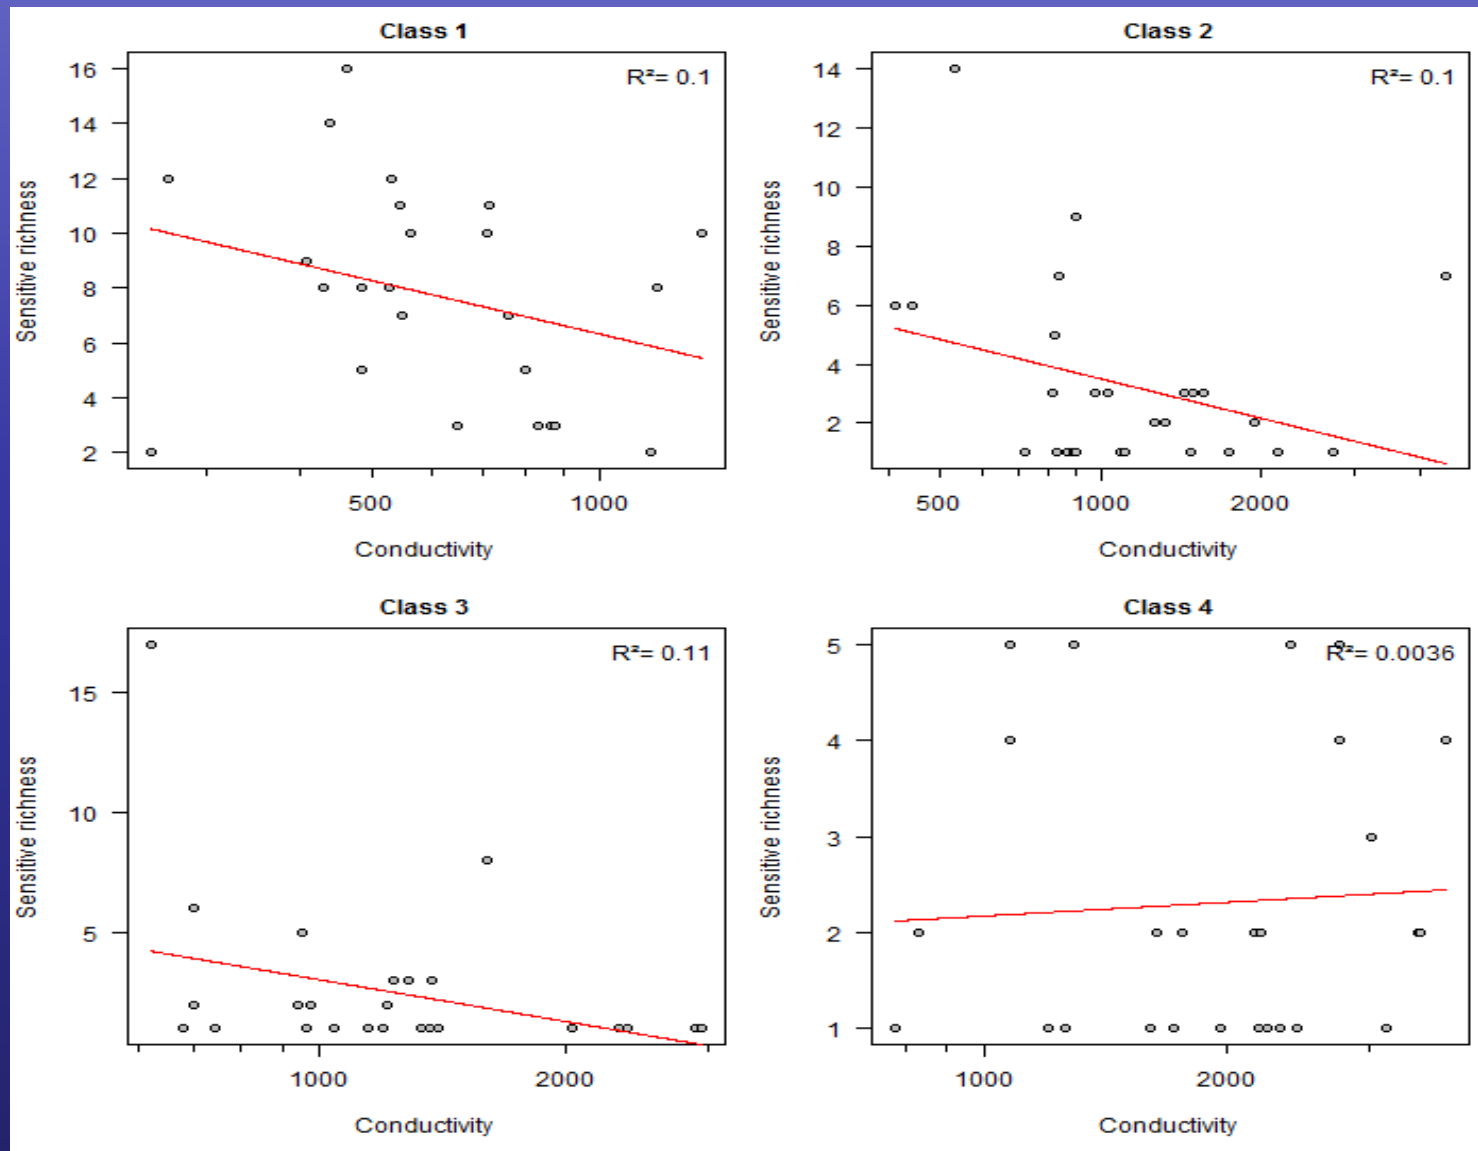 Class 1
R²= 0.1
16
14
12
10
8
6
4
2
Sensitive richness
500 1000
Conductivity
Class 2
R²= 0.1
14
12
10
8
6
4
2
Sensitive richness
500 1000 2000
Conductivity
Class 3
R²= 0.11
15
10
5
Sensitive richness
1000 2000
Conductivity
Class 4
R²= 0.0036
5
4
3
2
1
Sensitive richness
1000 2000
Conductivity